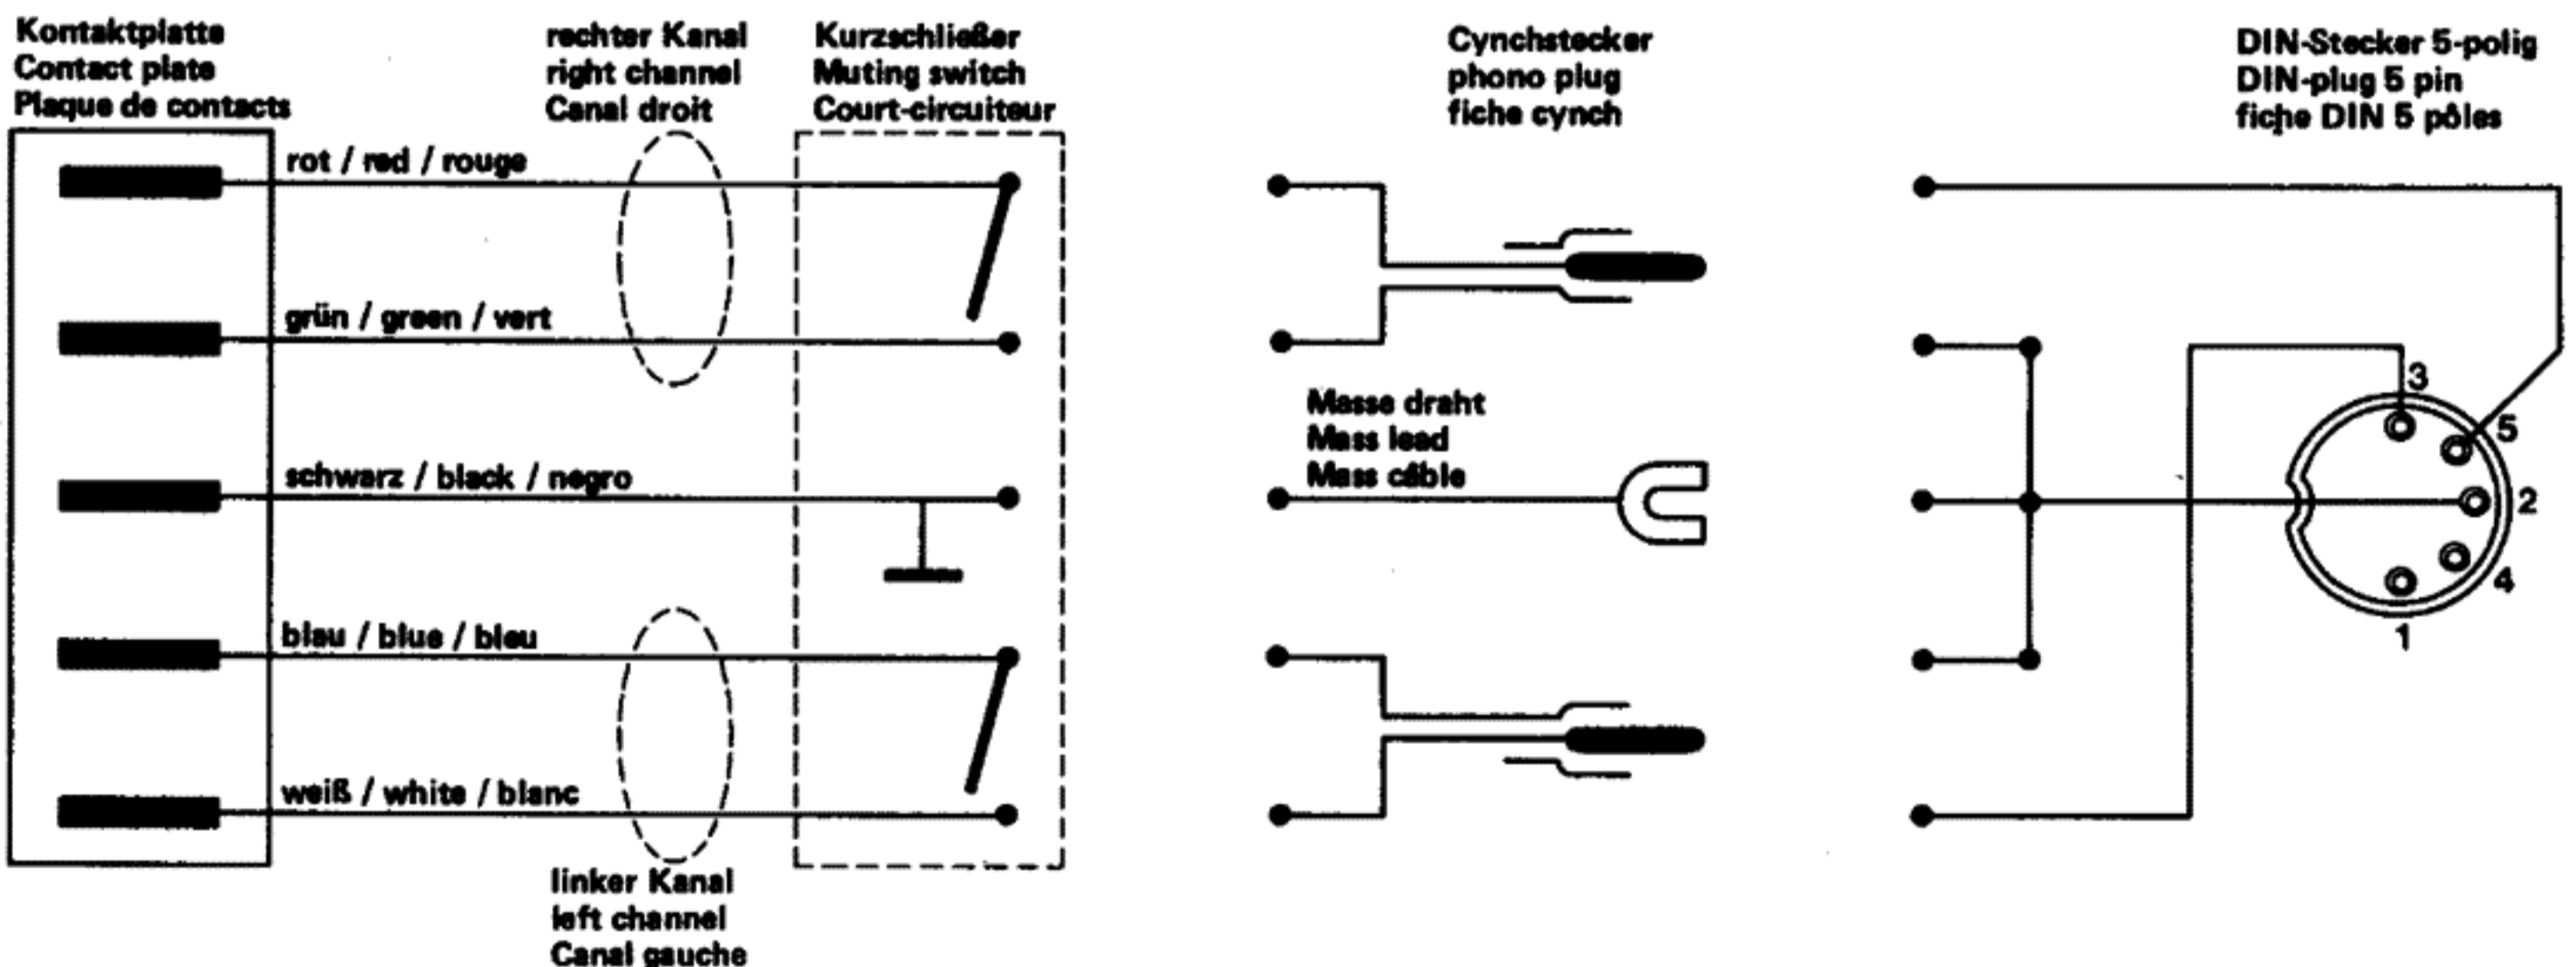 Kontaktplatte
Contact plate
Plaque de contacts
rechter Kanal
right channel
Canal droit
Kurzschließer
Muting switch
Court-circuiteur
Cynchstecker
phono plug
fiche cynch
DIN-Stecker 5-polig
DIN-plug 5 pin
fiche DIN 5 pôles
rot / red / rouge
grün / green / vert
schwarz / black / negro
blau / blue / bleu
weiß / white / blanc
linker Kanal
left channel
Canal gauche
Masse draht
Mass lead
Mass câble
3
5
2
4
1